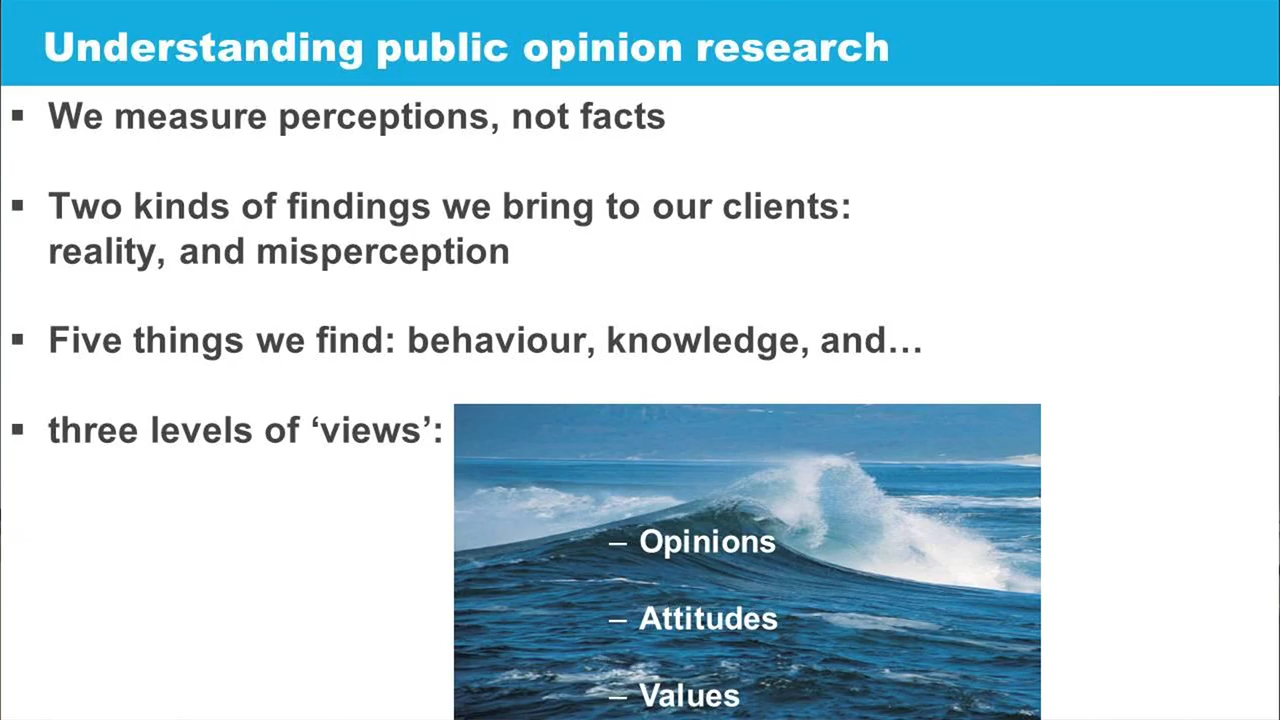 Understanding public opinion research
▪ We measure perceptions, not facts
▪ Two kinds of findings we bring to our clients:
reality, and misperception
▪ Five things we find: behaviour, knowledge, and…
▪ three levels of ‘views’:
– Opinions
– Attitudes
– Values